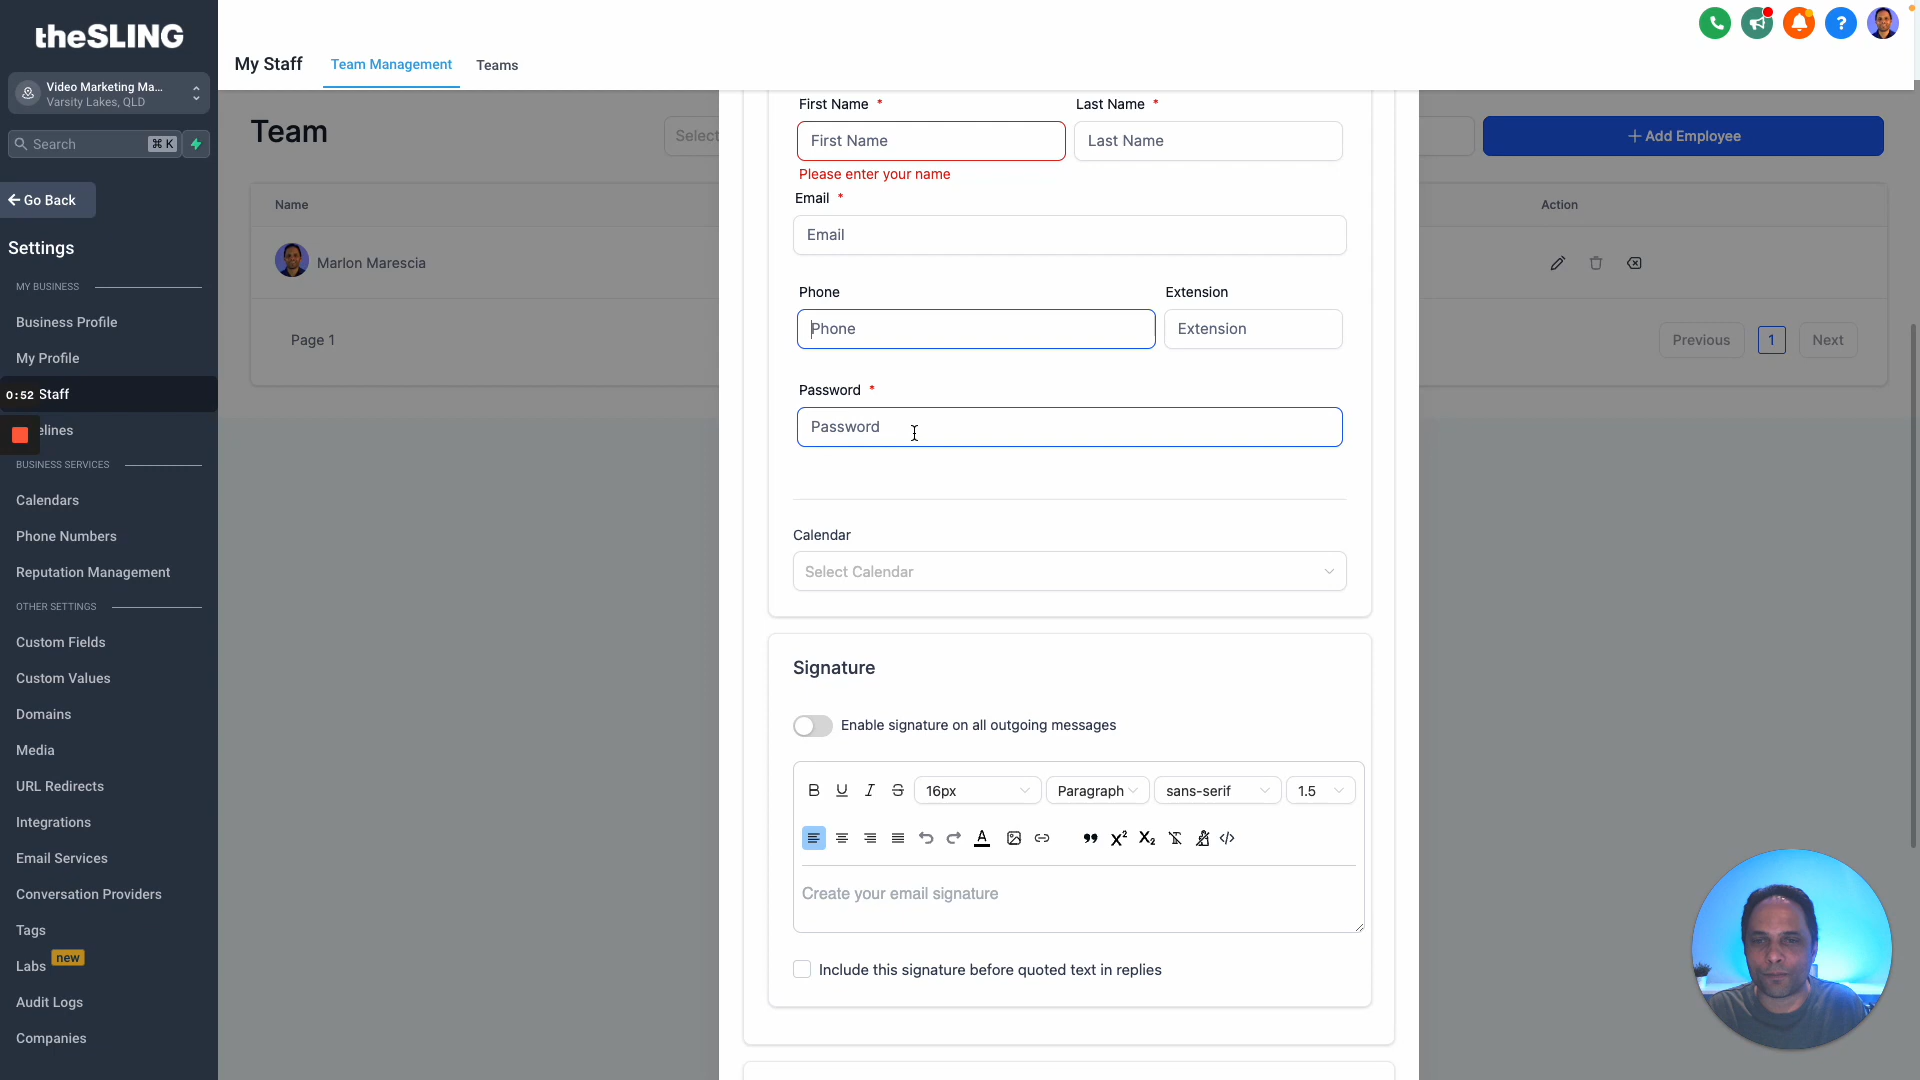 theSLING
Video Marketing Ma...
Varsity Lakes, QLD
Search
⌘ K
Go Back
Settings
MY BUSINESS
Business Profile
My Profile
0:52 Staff
elines
BUSINESS SERVICES
Calendars
Phone Numbers
Reputation Management
OTHER SETTINGS
Custom Fields
Custom Values
Domains
Media
URL Redirects
Integrations
Email Services
Conversation Providers
Tags
Labs new
Audit Logs
Companies
My Staff Team Management Teams
?
Team
Select
+ Add Employee
Name
Action
Marlon Marescia
Page 1
Previous 1 Next
First Name * Last Name *
First Name Last Name
Please enter your name
Email *
Email
Phone Extension
Phone Extension
Password *
Password
Calendar
Select Calendar
Signature
Enable signature on all outgoing messages
B U I S 16px Paragraph sans-serif 1.5
A X² X₂ </>
Create your email signature
Include this signature before quoted text in replies